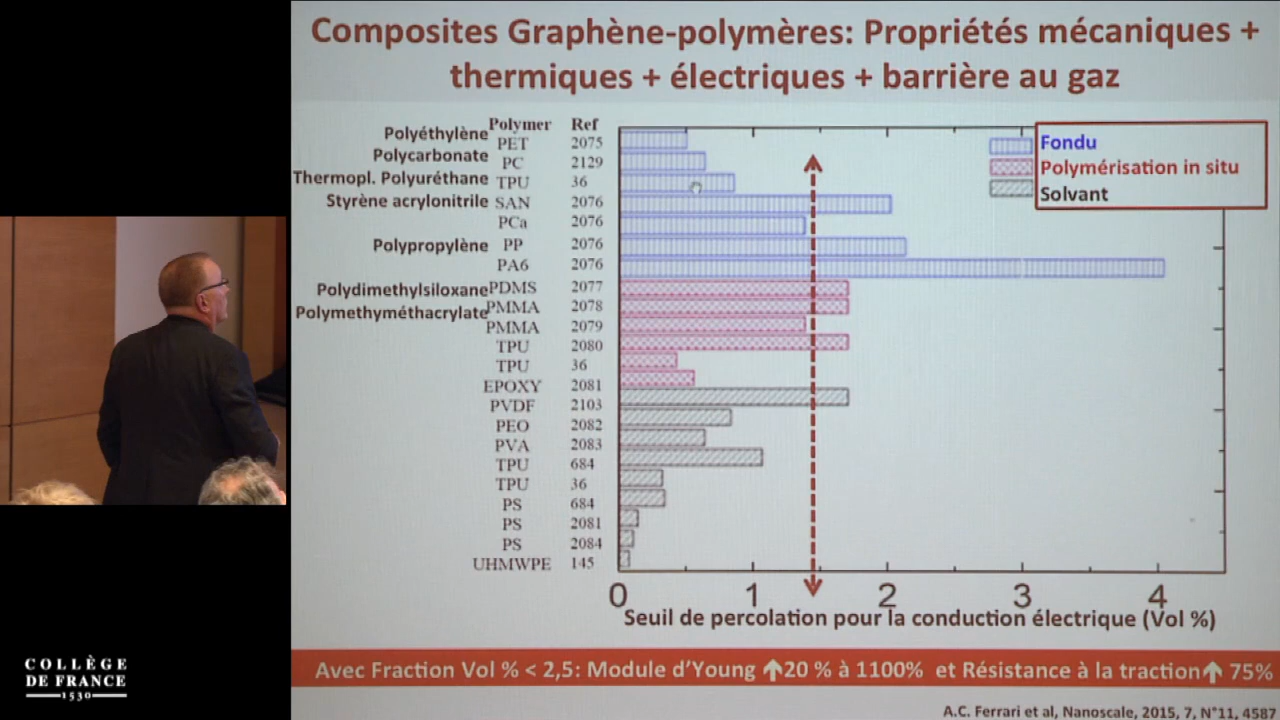 Composites Graphène-polymères: Propriétés mécaniques +
thermiques + électriques + barrière au gaz
Polymer Ref
Polyéthylène PET 2075
Polycarbonate PC 2129
Thermopl. Polyuréthane TPU 36
Styrène acrylonitrile SAN 2076
PCa 2076
Polypropylène PP 2076
PA6 2076
Polydimethylsiloxane PDMS 2077
Polymethyméthacrylate PMMA 2078
PMMA 2079
TPU 2080
TPU 36
EPOXY 2081
PVDF 2103
PEO 2082
PVA 2083
TPU 684
TPU 36
PS 684
PS 2081
PS 2084
UHMWPE 145
Fondu
Polymérisation in situ
Solvant
0 1 2 3 4
Seuil de percolation pour la conduction électrique (Vol %)
Avec Fraction Vol % < 2,5: Module d'Young 20 % à 1100% et Résistance à la traction 75%
A.C. Ferrari et al, Nanoscale, 2015, 7, N°11, 4587
COLLÈGE
DE FRANCE
1530